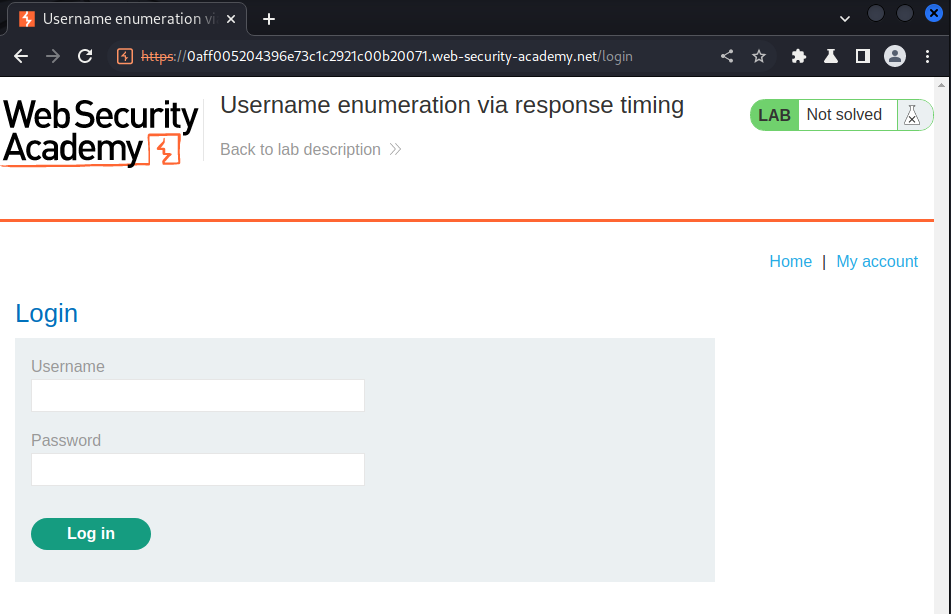 Username enumeration vi
https://0aff005204396e73c1c2921c00b20071.web-security-academy.net/login
Web Security
Academy
Username enumeration via response timing
Back to lab description
LAB Not solved
Home | My account
Login
Username
Password
Log in